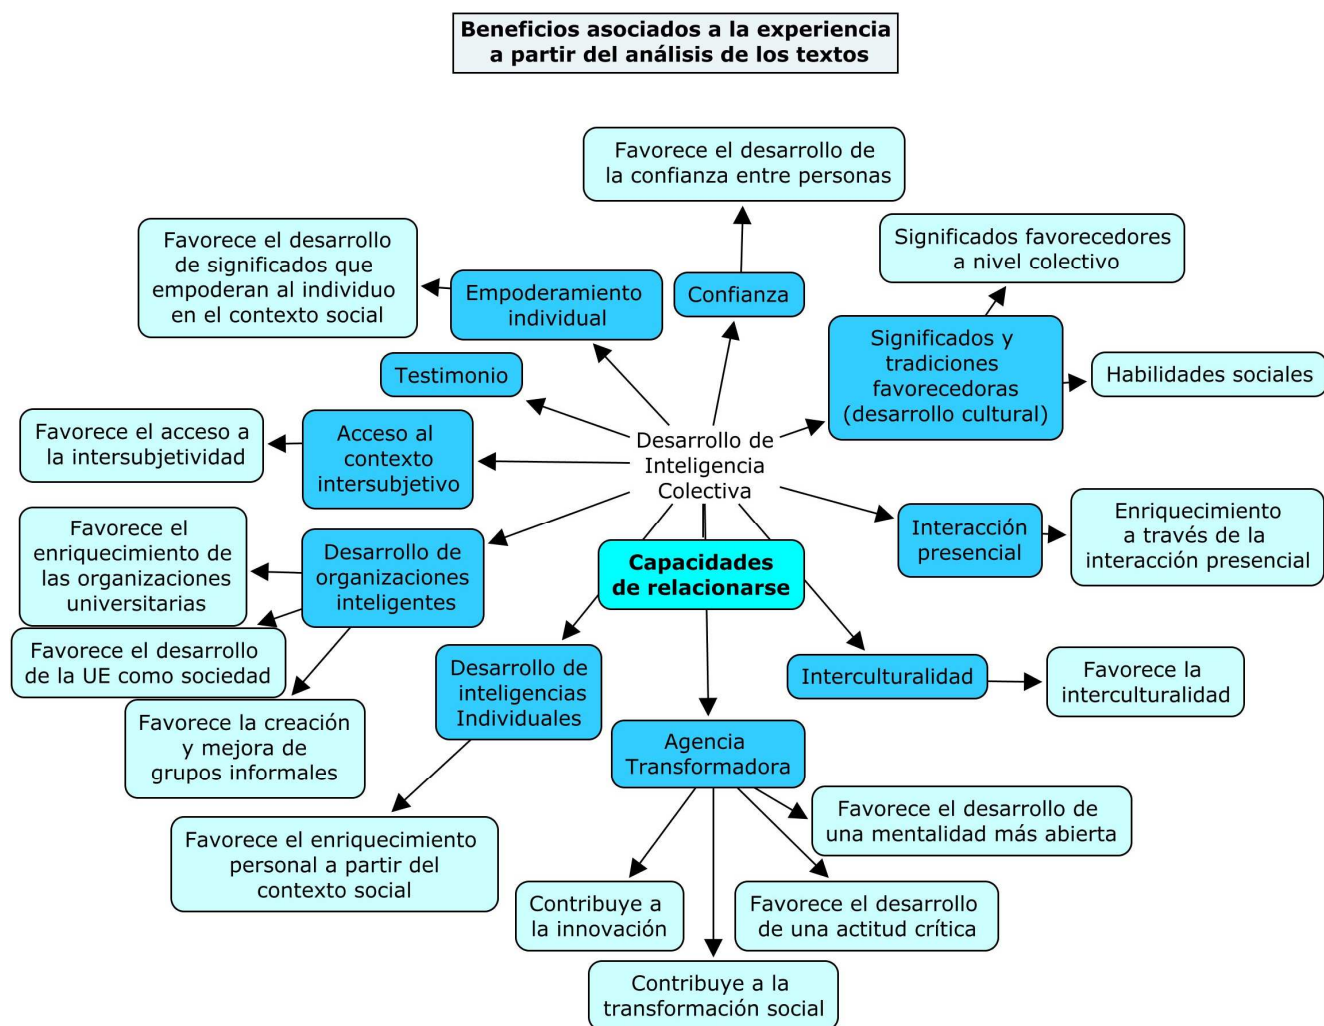 Beneficios asociados a la experiencia
a partir del análisis de los textos
Favorece el desarrollo de
la confianza entre personas
Favorece el desarrollo
de significados que
empoderan al individuo
en el contexto social
Significados favorecedores
a nivel colectivo
Empoderamiento
individual
Confianza
Significados y
tradiciones
favorecedoras
(desarrollo cultural)
Habilidades sociales
Testimonio
Favorece el acceso a
la intersubjetividad
Acceso al
contexto
intersubjetivo
Desarrollo de
Inteligencia
Colectiva
Favorece el
enriquecimiento de
las organizaciones
universitarias
Desarrollo de
organizaciones
inteligentes
Capacidades
de relacionarse
Interacción
presencial
Enriquecimiento
a través de la
interacción presencial
Favorece el desarrollo
de la UE como sociedad
Desarrollo de
inteligencias
Individuales
Interculturalidad
Favorece la
interculturalidad
Favorece la creación
y mejora de
grupos informales
Agencia
Transformadora
Favorece el enriquecimiento
personal a partir del
contexto social
Favorece el desarrollo de
una mentalidad más abierta
Contribuye a
la innovación
Favorece el desarrollo
de una actitud crítica
Contribuye a la
transformación social